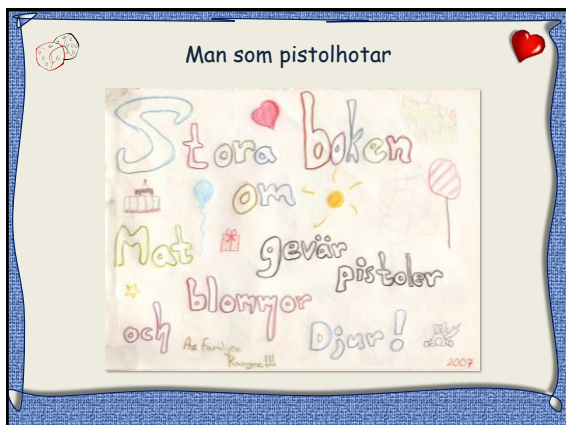 Man som pistolhotar
Stora boken
om
Mat gevär
pistoler
blommor
och Djur!
Av Familjen
2007